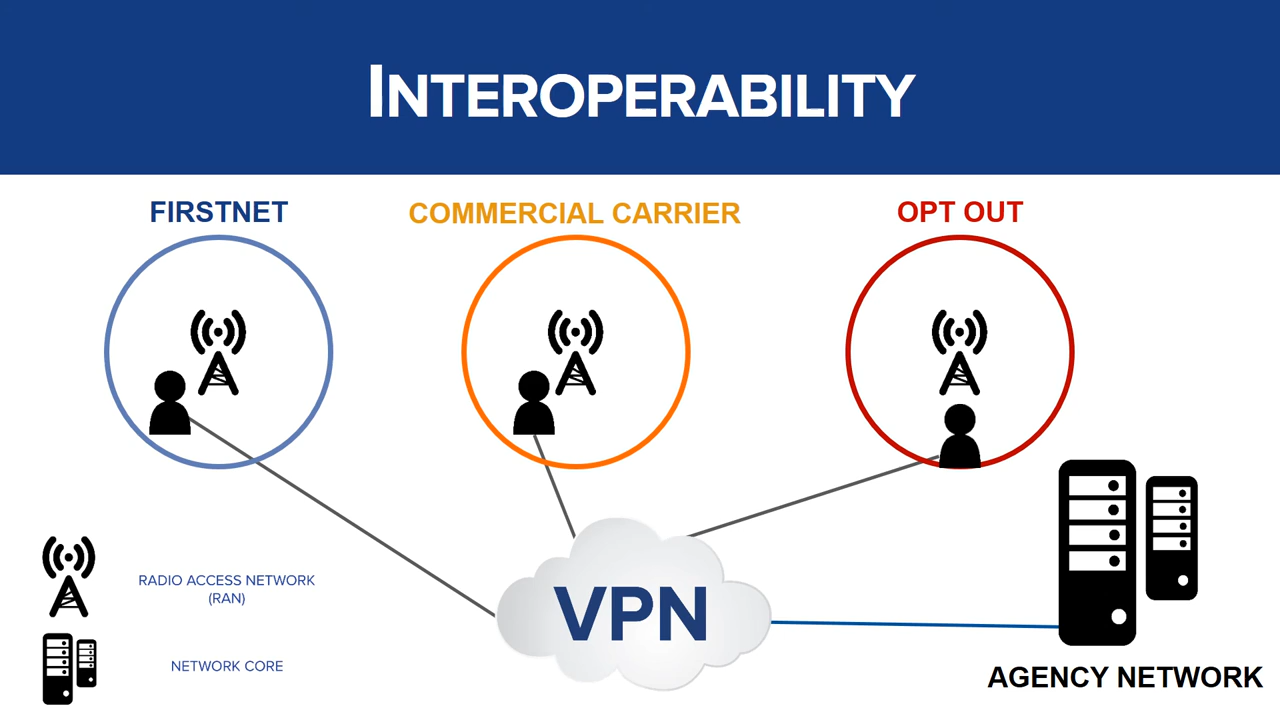 INTEROPERABILITY
FIRSTNET
COMMERCIAL CARRIER
OPT OUT
VPN
RADIO ACCESS NETWORK
(RAN)
NETWORK CORE
AGENCY NETWORK